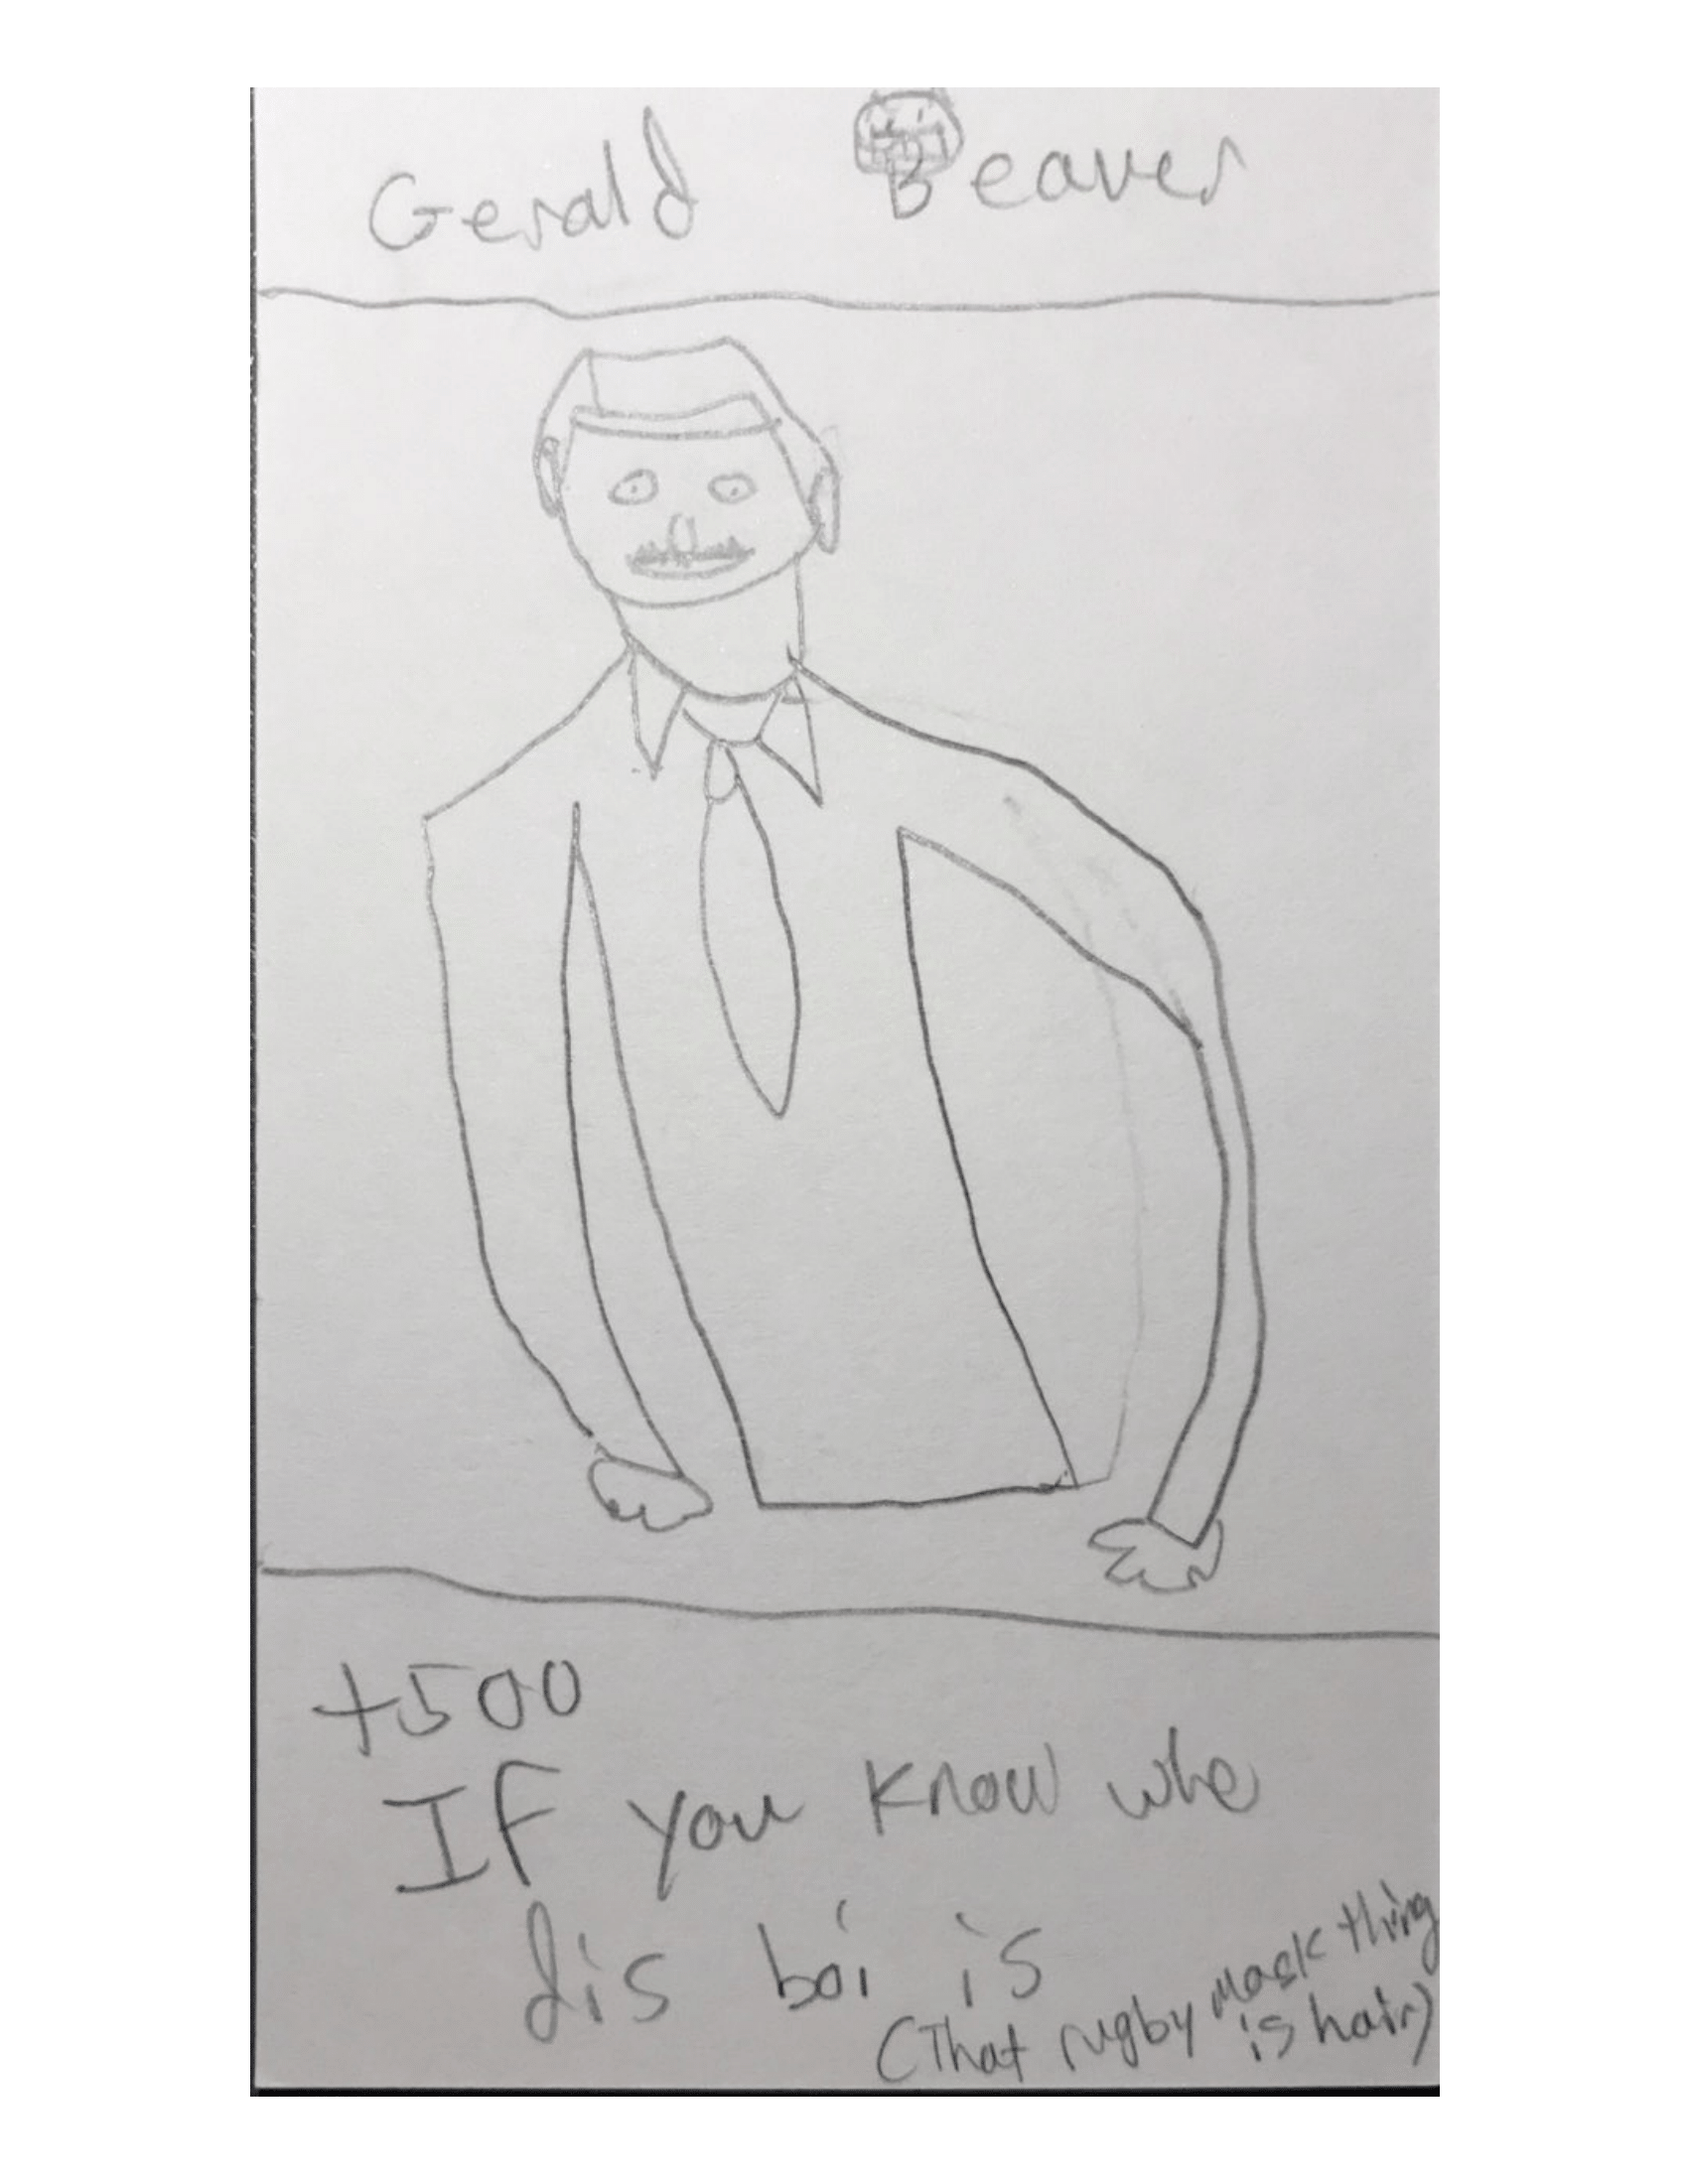 Gerald Beaver
+500
If you know who
dis boi is
(That rugby mask thing
is hair)